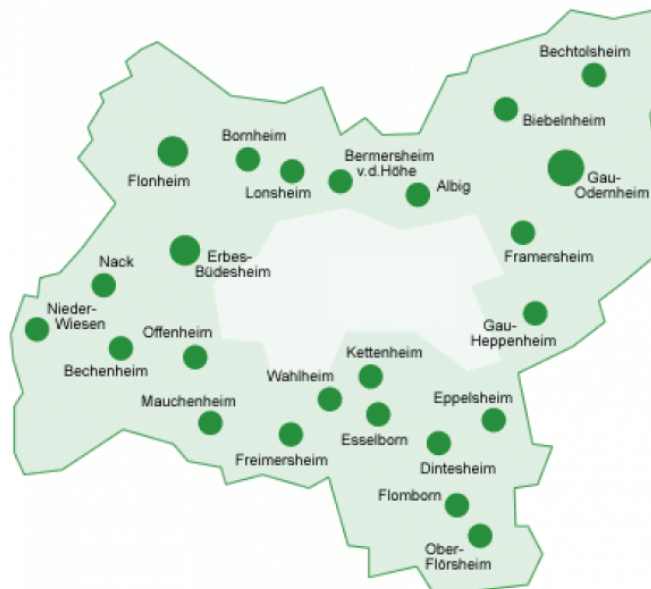 Bechtolsheim
Biebelnheim
Bornheim
Bermersheim
v.d.Höhe
Flonheim
Lonsheim
Albig
Gau-
Odernheim
Erbes-
Büdesheim
Framersheim
Nack
Nieder-
Wiesen
Offenheim
Gau-
Heppenheim
Bechenheim
Kettenheim
Wahlheim
Mauchenheim
Eppelsheim
Esselborn
Freimersheim
Dintesheim
Flomborn
Ober-
Flörsheim